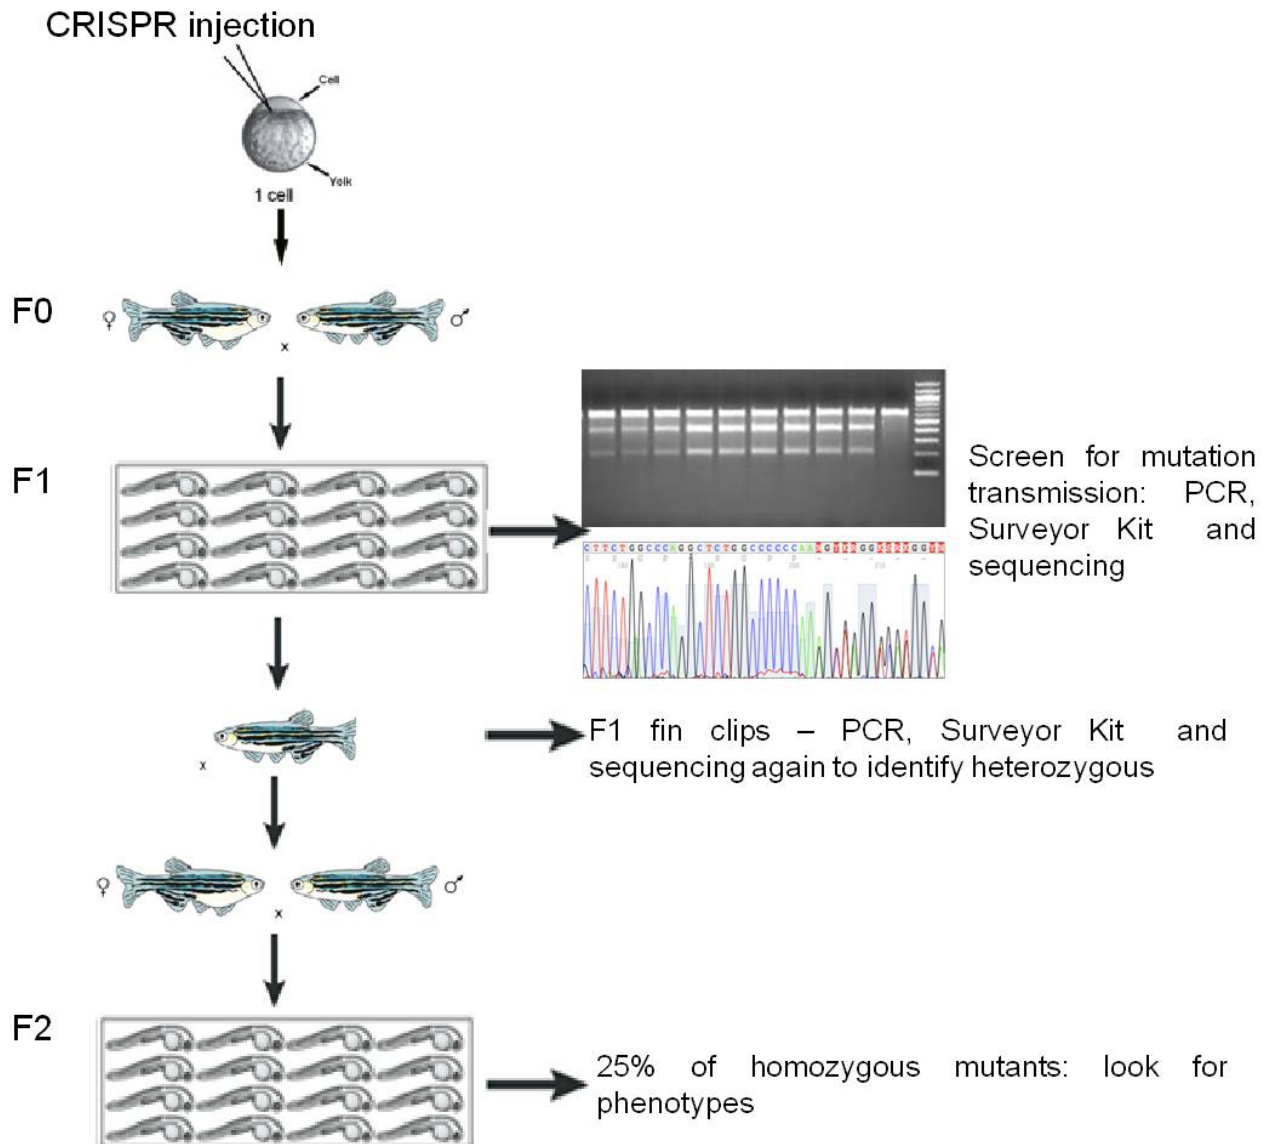 CRISPR injection
Cell
Yolk
1 cell
F0
♀
♂
x
F1
Screen for mutation
transmission: PCR,
Surveyor Kit and
sequencing
CTTCTGGCCCAGGCTCTGGCCCCCCAA
F1 fin clips – PCR, Surveyor Kit and
sequencing again to identify heterozygous
x
♀
♂
x
F2
25% of homozygous mutants: look for
phenotypes